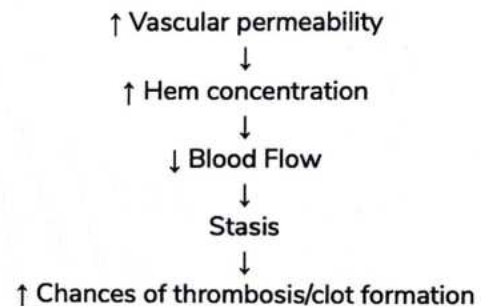 ↑ Vascular permeability
↓
↑ Hem concentration
↓
↓ Blood Flow
↓
Stasis
↓
↑ Chances of thrombosis/clot formation